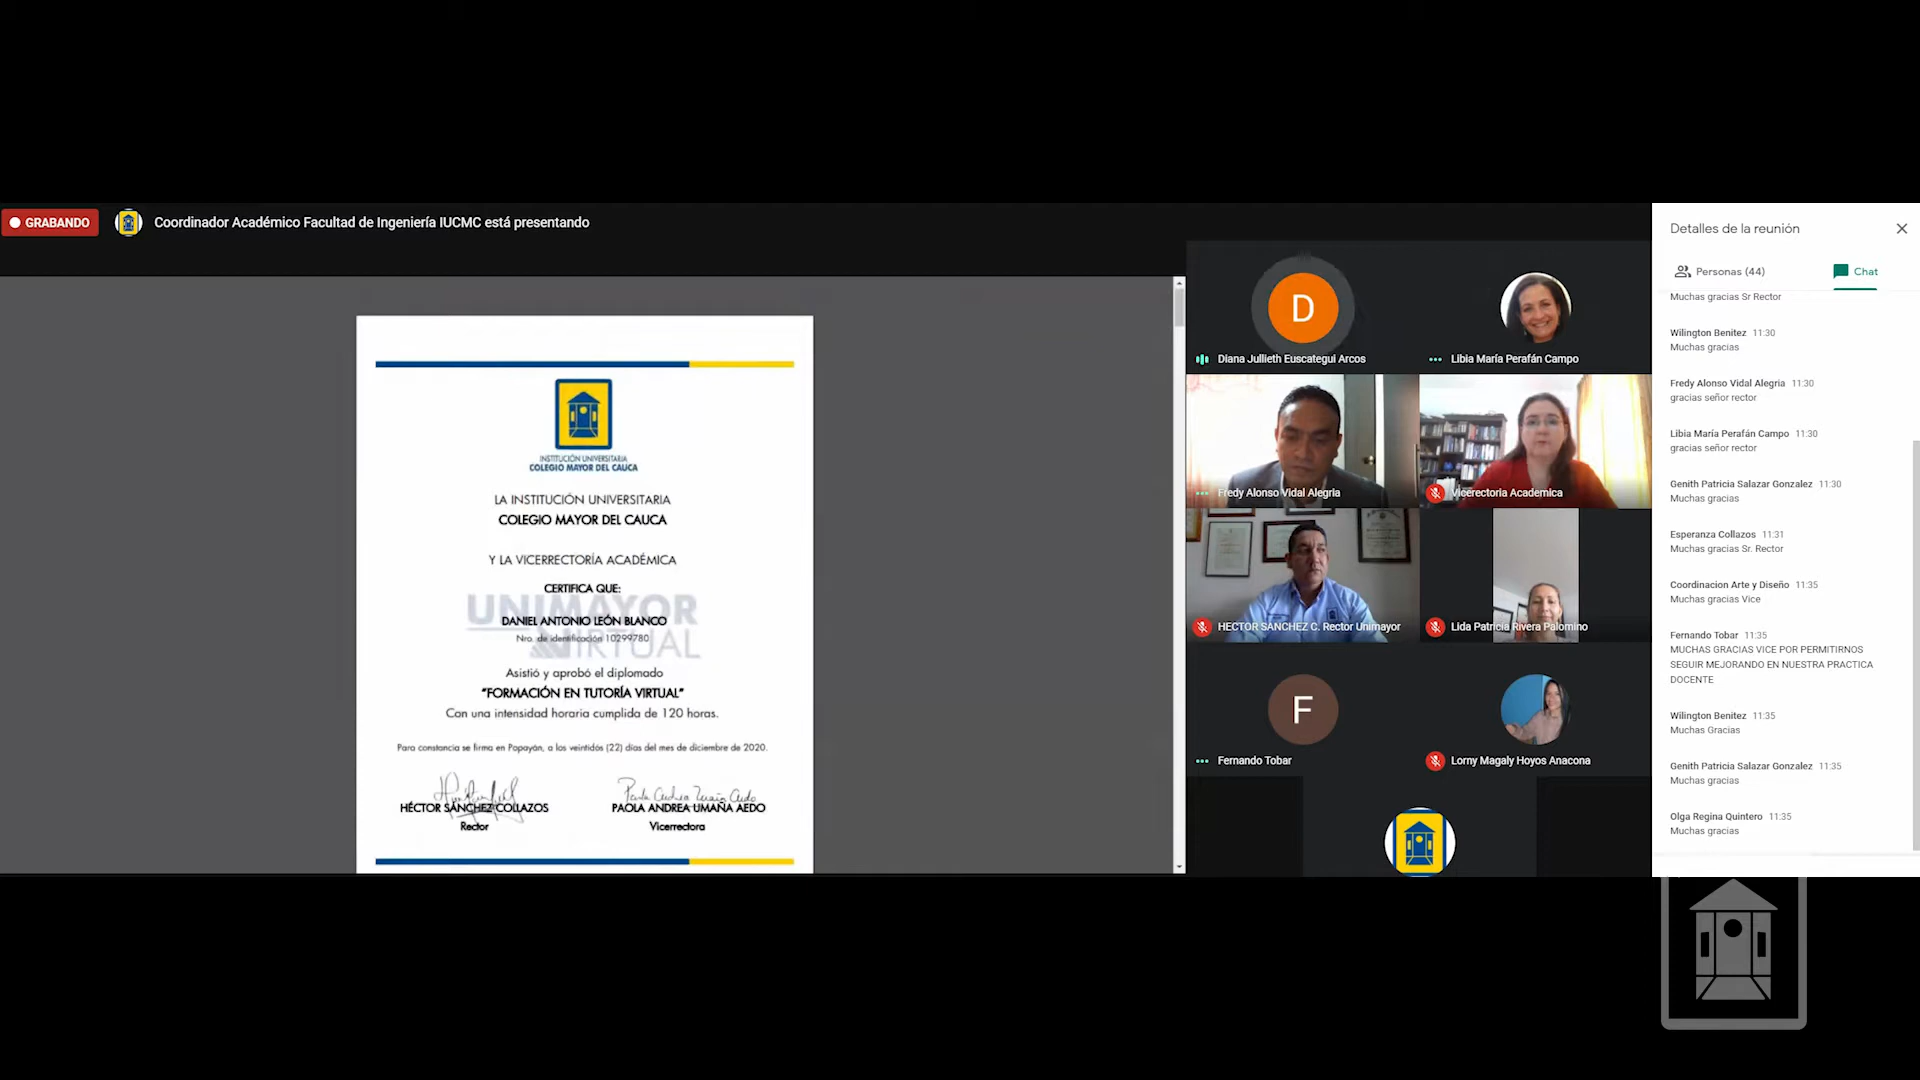 GRABANDO
Coordinador Académico Facultad de Ingeniería IUCMC está presentando
INSTITUCIÓN UNIVERSITARIA
COLEGIO MAYOR DEL CAUCA
LA INSTITUCIÓN UNIVERSITARIA
COLEGIO MAYOR DEL CAUCA
Y LA VICERRECTORÍA ACADÉMICA
CERTIFICA QUE:
UNIMAYOR
DANIEL ANTONIO LEÓN BLANCO
Nro. de identificación 10299780
VIRTUAL
Asistió y aprobó el diplomado
"FORMACIÓN EN TUTORÍA VIRTUAL"
Con una intensidad horaria cumplida de 120 horas.
Para constancia se firma en Popayán, a los veintidós (22) días del mes de diciembre de 2020.
Paola Andrea Umaña Aedo
HÉCTOR SÁNCHEZ COLLAZOS
PAOLA ANDREA UMAÑA AEDO
Rector
Vicerrectora
D
Diana Jullieth Euscategui Arcos
Libia María Perafán Campo
Fredy Alonso Vidal Alegria
Vicerectoria Academica
HECTOR SANCHEZ C. Rector Unimayor
Lida Patricia Rivera Palomino
F
Fernando Tobar
Lorny Magaly Hoyos Anacona
Detalles de la reunión
Personas (44)
Chat
Muchas gracias Sr Rector
Wilington Benitez 11:30
Muchas gracias
Fredy Alonso Vidal Alegria 11:30
gracias señor rector
Libia María Perafán Campo 11:30
gracias señor rector
Genith Patricia Salazar Gonzalez 11:30
Muchas gracias
Esperanza Collazos 11:31
Muchas gracias Sr. Rector
Coordinacion Arte y Diseño 11:35
Muchas gracias Vice
Fernando Tobar 11:35
MUCHAS GRACIAS VICE POR PERMITIRNOS
SEGUIR MEJORANDO EN NUESTRA PRACTICA
DOCENTE
Wilington Benitez 11:35
Muchas Gracias
Genith Patricia Salazar Gonzalez 11:35
Muchas gracias
Olga Regina Quintero 11:35
Muchas gracias